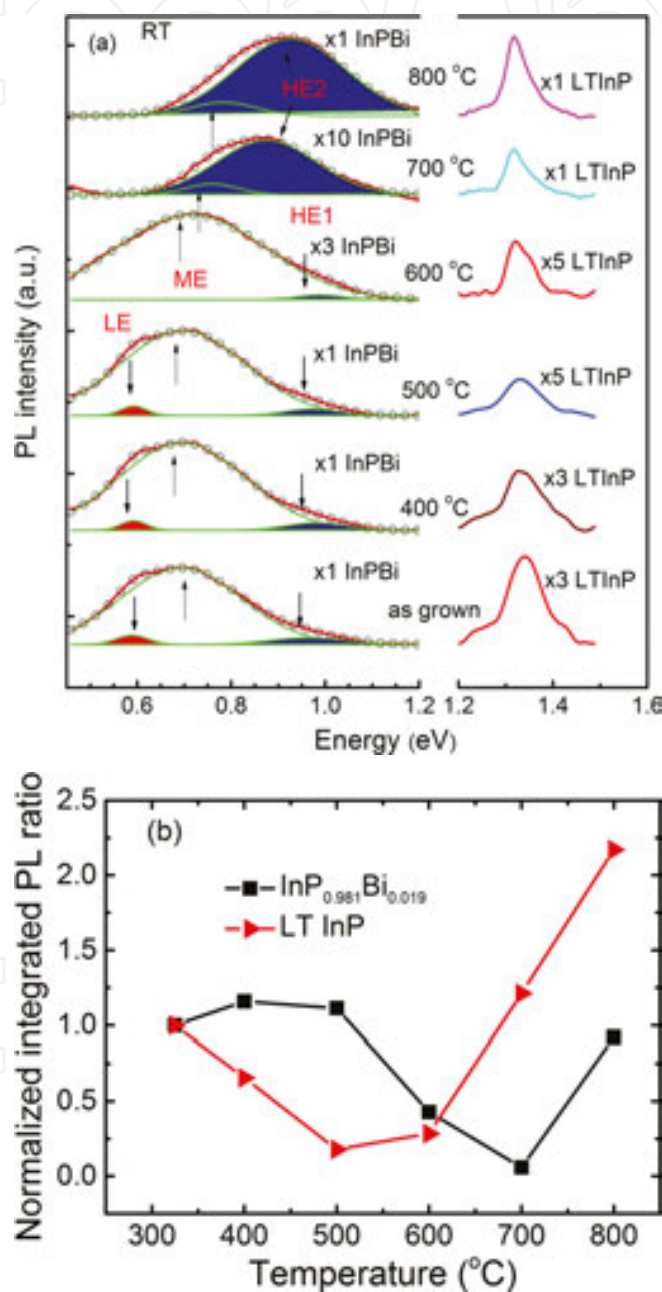 (a) RT
x1 InPBi
HE2
800 °C
x1 LTInP
x10 InPBi
700 °C
x1 LTInP
HE1
x3 InPBi
600 °C
x5 LTInP
ME
LE
x1 InPBi
500 °C
x5 LTInP
x1 InPBi
400 °C
x3 LTInP
x1 InPBi
as grown
x3 LTInP
PL intensity (a.u.)
0.6 0.8 1.0 1.2 1.2 1.4 1.6
Energy (eV)
(b)
InP0.981Bi0.019
LT InP
Normalized integrated PL ratio
2.5
2.0
1.5
1.0
0.5
0.0
300 400 500 600 700 800
Temperature (°C)